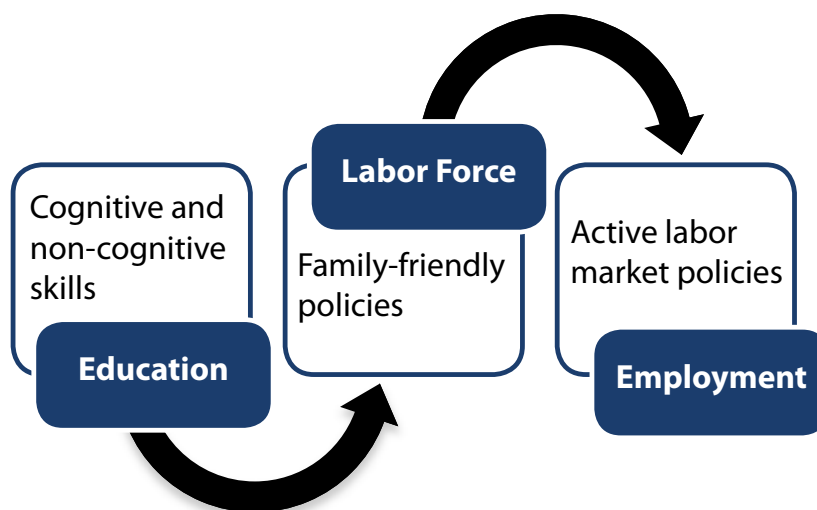 Cognitive and
non-cognitive
skills
Education
Labor Force
Family-friendly
policies
Active labor
market policies
Employment